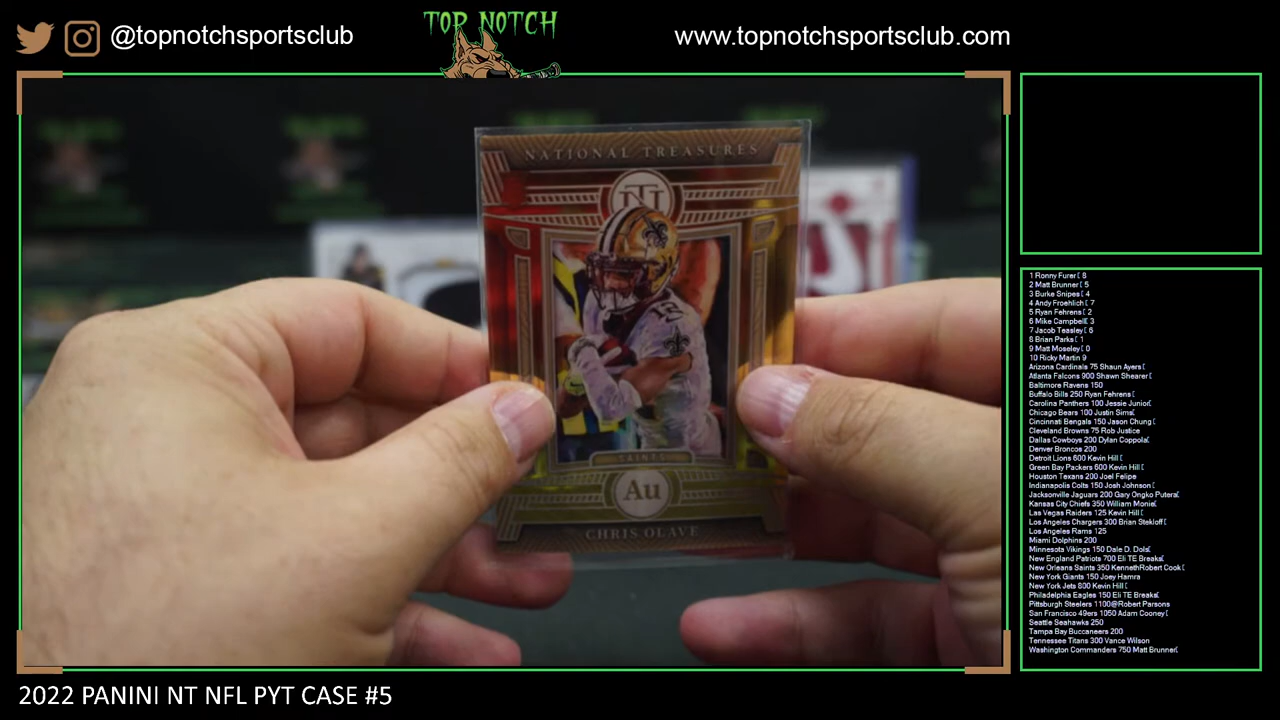 @topnotchsportsclub
TOP NOTCH
www.topnotchsportsclub.com
NATIONAL TREASURES
NT
13
SAINTS
Au
CHRIS OLAVE
1 Ronny Furer[ 8
2 Matt Brunner[ 5
3 Burke Snipes[ 4
4 Andy Froehlich[ 7
5 Ryan Fehrens[ 2
6 Mike Campbell[ 3
7 Jacob Teasley[ 6
8 Brian Parks[ 1
9 Matt Moseley[ 0
10 Ricky Martin 9
Arizona Cardinals 75 Shaun Ayers[
Atlanta Falcons 900 Shawn Shearer[
Baltimore Ravens 150
Buffalo Bills 250 Ryan Fehrens[
Carolina Panthers 100 Jessie Junior[
Chicago Bears 100 Justin Sims[
Cincinnati Bengals 150 Jason Chung[
Cleveland Browns 75 Rob Justice
Dallas Cowboys 200 Dylan Coppola[
Denver Broncos 200
Detroit Lions 600 Kevin Hill [
Green Bay Packers 600 Kevin Hill [
Houston Texans 200 Joel Felipe
Indianapolis Colts 150 Josh Johnson [
Jacksonville Jaguars 200 Gary Ongko Putera[
Kansas City Chiefs 350 William Monie[
Las Vegas Raiders 125 Kevin Hill [
Los Angeles Chargers 300 Brian Stekloff [
Los Angeles Rams 125
Miami Dolphins 200
Minnesota Vikings 150 Dale D. Dols[
New England Patriots 700 Eli TE Breaks[
New Orleans Saints 350 KennethRobert Cook[
New York Giants 150 Joey Hamra
New York Jets 800 Kevin Hill [
Philadelphia Eagles 150 Eli TE Breaks[
Pittsburgh Steelers 1100@Robert Parsons
San Francisco 49ers 1050 Adam Cooney[
Seattle Seahawks 250
Tampa Bay Buccaneers 200
Tennessee Titans 300 Vance Wilson
Washington Commanders 750 Matt Brunner[
2022 PANINI NT NFL PYT CASE #5